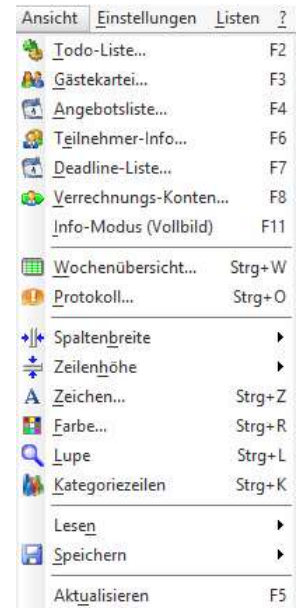 Ansicht Einstellungen Listen ?
Todo-Liste... F2
Gästekartei... F3
Angebotsliste... F4
Teilnehmer-Info... F6
Deadline-Liste... F7
Verrechnungs-Konten... F8
Info-Modus (Vollbild) F11
Wochenübersicht... Strg+W
Protokoll... Strg+O
Spaltenbreite
Zeilenhöhe
Zeichen... Strg+Z
Farbe... Strg+R
Lupe Strg+L
Kategoriezeilen Strg+K
Lesen
Speichern
Aktualisieren F5